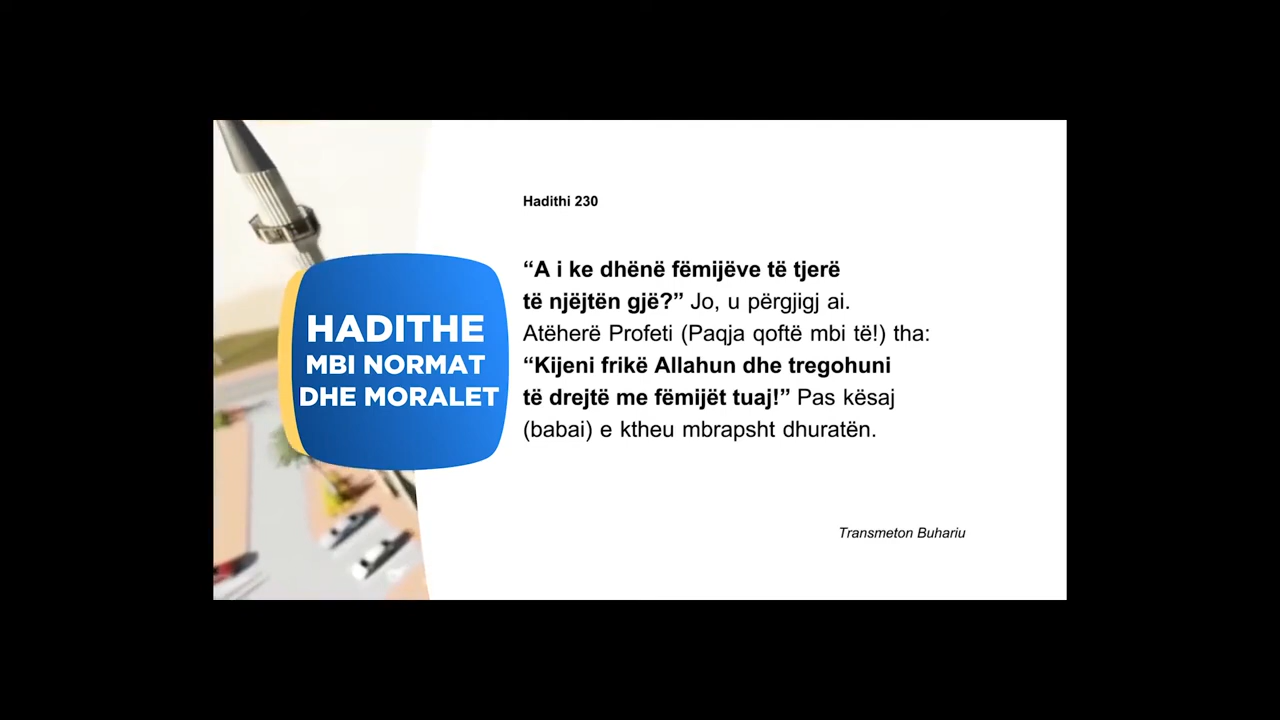 HADITHE
MBI NORMAT
DHE MORALET
Hadithi 230
“A i ke dhënë fëmijëve të tjerë
të njëjtën gjë?” Jo, u përgjigj ai.
Atëherë Profeti (Paqja qoftë mbi të!) tha:
“Kijeni frikë Allahun dhe tregohuni
të drejtë me fëmijët tuaj!” Pas kësaj
(babai) e ktheu mbrapsht dhuratën.
Transmeton Buhariu